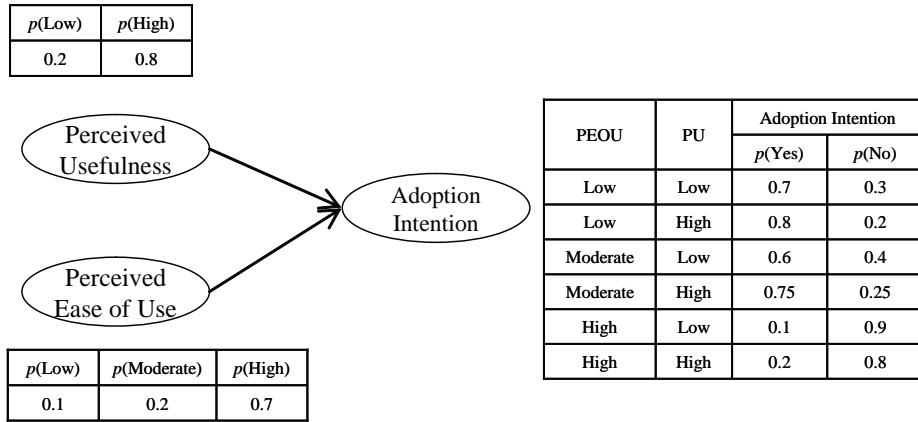 p(Low) p(High)
0.2 0.8
Perceived
Usefulness
Adoption
Intention
Perceived
Ease of Use
p(Low) p(Moderate) p(High)
0.1 0.2 0.7
PEOU PU Adoption Intention
p(Yes) p(No)
Low Low 0.7 0.3
Low High 0.8 0.2
Moderate Low 0.6 0.4
Moderate High 0.75 0.25
High Low 0.1 0.9
High High 0.2 0.8